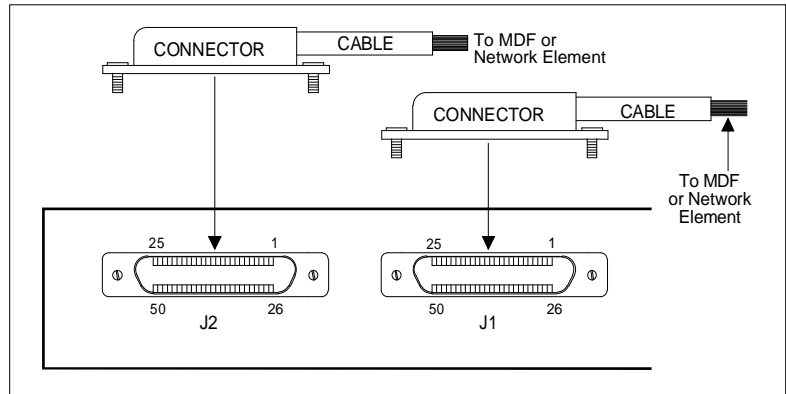 CONNECTOR
CABLE
To MDF or
Network Element
CONNECTOR
CABLE
To MDF
or Network
Element
25
1
50
26
J2
25
1
50
26
J1